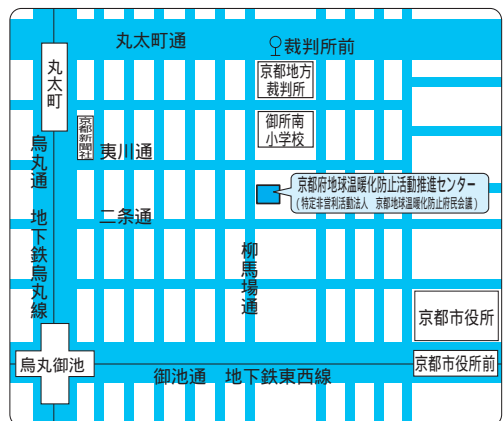 丸太町通
裁判所前
丸太町
京都地方
裁判所
京都新聞社
御所南
小学校
夷川通
烏丸通 地下鉄烏丸線
京都府地球温暖化防止活動推進センター
(特定非営利活動法人 京都地球温暖化防止府民会議)
二条通
柳馬場通
京都市役所
烏丸御池
京都市役所前
御池通 地下鉄東西線